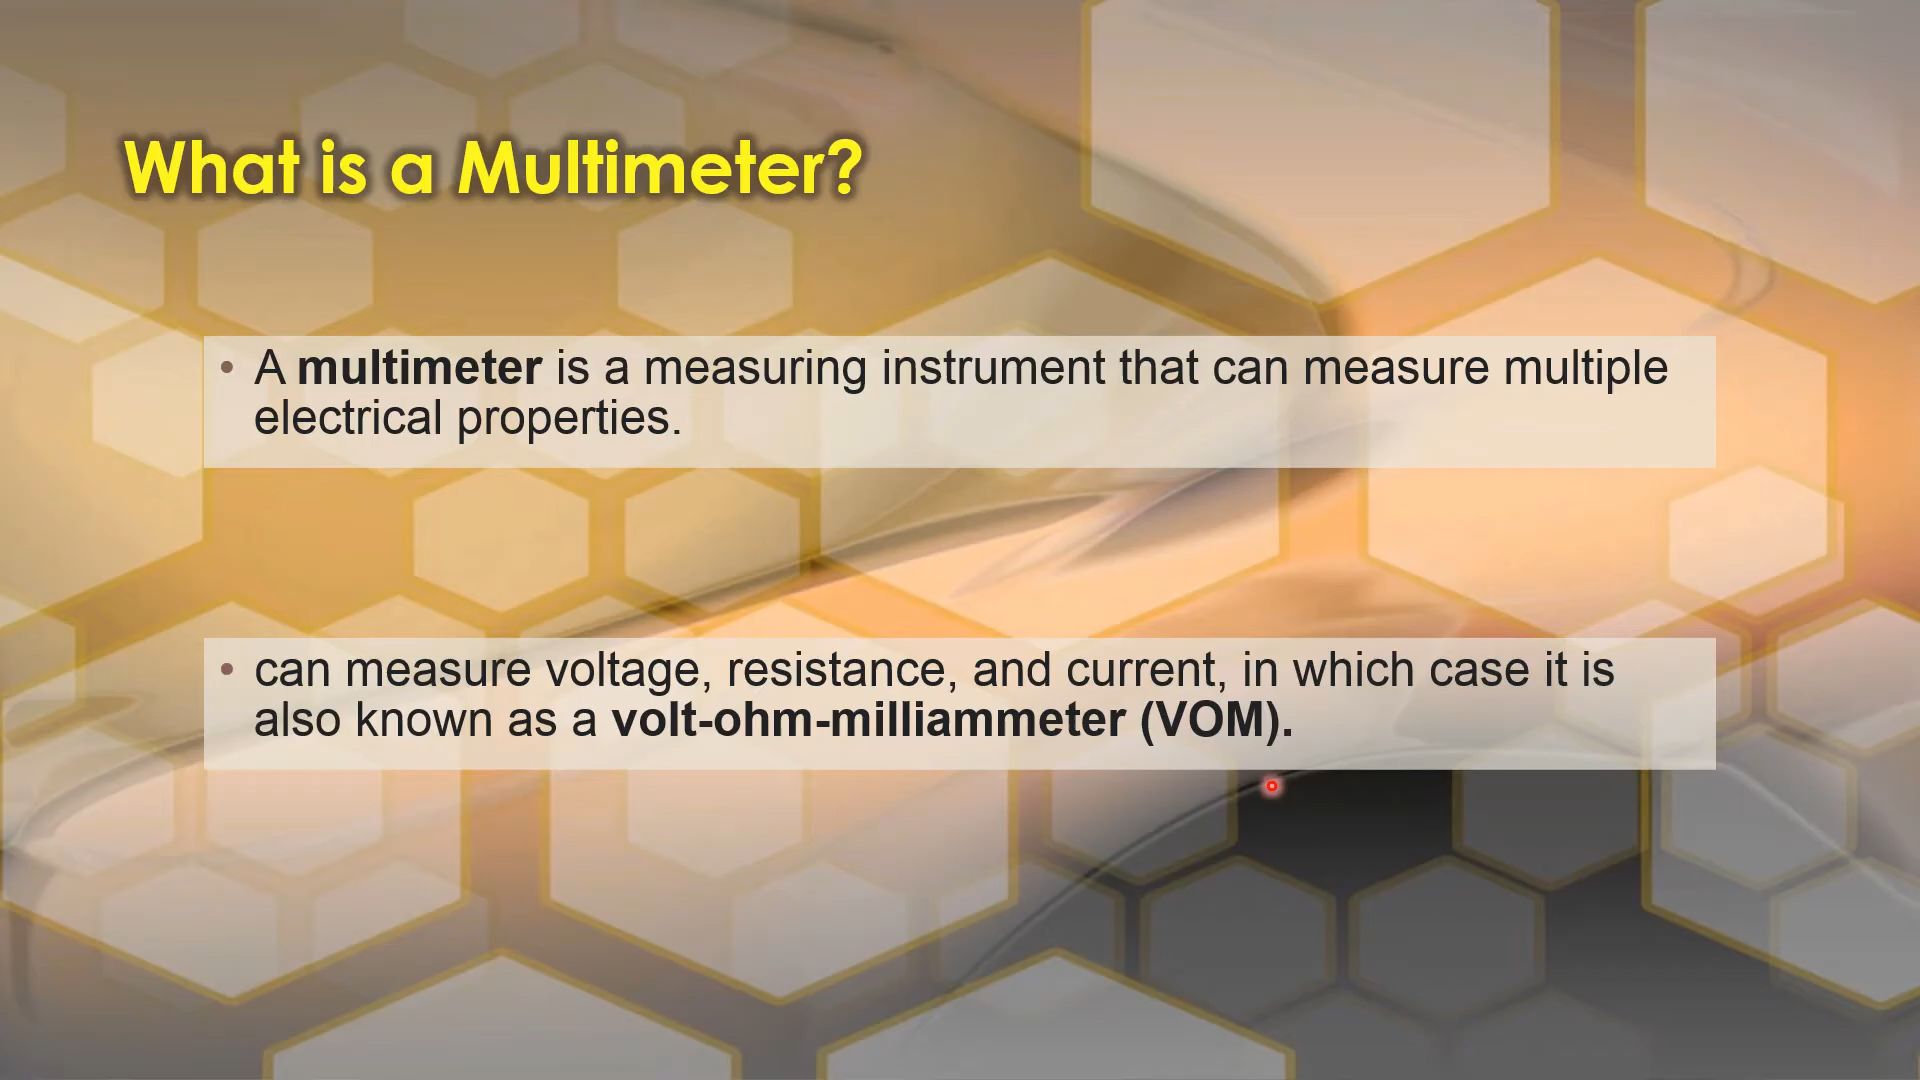 What is a Multimeter?
• A multimeter is a measuring instrument that can measure multiple
electrical properties.
• can measure voltage, resistance, and current, in which case it is
also known as a volt-ohm-milliammeter (VOM).